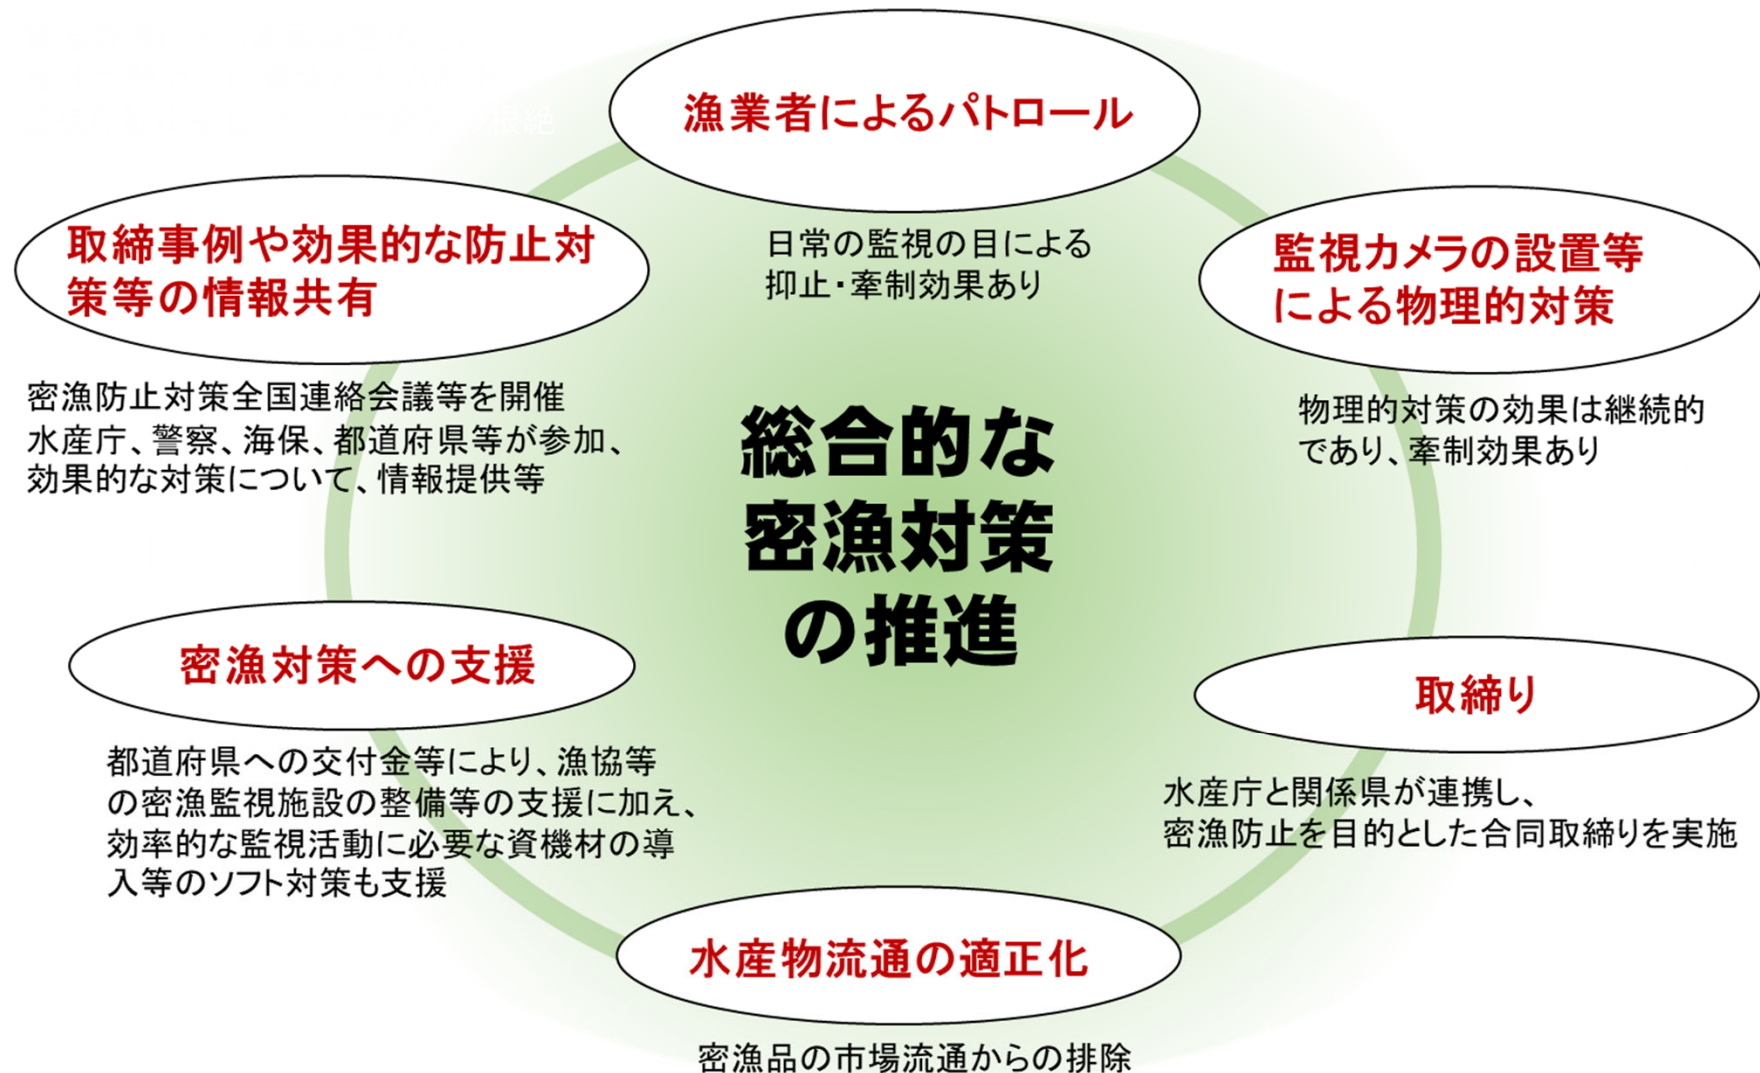 漁業者によるパトロール
日常の監視の目による
抑止・牽制効果あり
監視カメラの設置等
による物理的対策
物理的対策の効果は継続的
であり、牽制効果あり
取締り
水産庁と関係県が連携し、
密漁防止を目的とした合同取締りを実施
水産物流通の適正化
密漁品の市場流通からの排除
密漁対策への支援
都道府県への交付金等により、漁協等
の密漁監視施設の整備等の支援に加え、
効率的な監視活動に必要な資機材の導
入等のソフト対策も支援
取締事例や効果的な防止対
策等の情報共有
密漁防止対策全国連絡会議等を開催
水産庁、警察、海保、都道府県等が参加、
効果的な対策について、情報提供等
総合的な
密漁対策
の推進
根絶